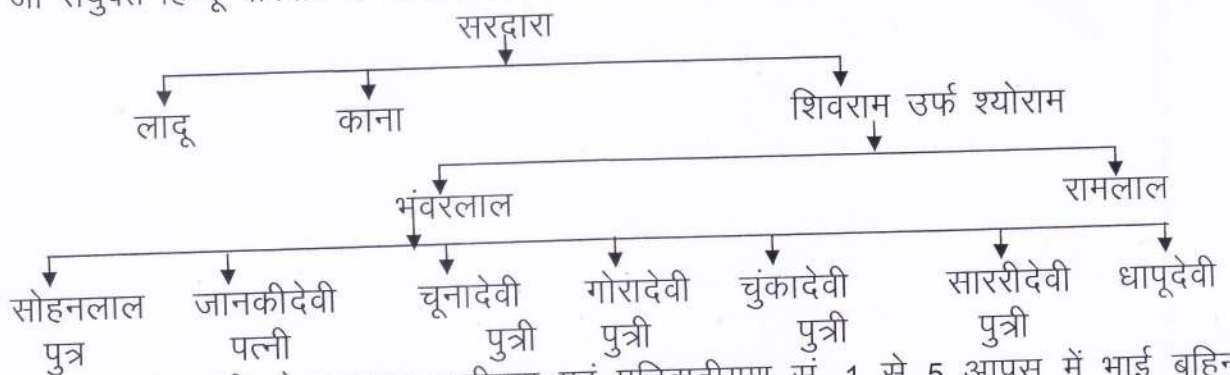 सरदारा
लादू काना शिवराम उर्फ श्योराम
भंवरलाल रामलाल
सोहनलाल जानकीदेवी चूनादेवी गोरांदेवी चुंकादेवी साररीदेवी धापूदेवी
पुत्र पत्नी पुत्री पुत्री पुत्री पुत्री
एवं प्रतिवादीगण सं. 1 से 5 आपस में भाई बहिन